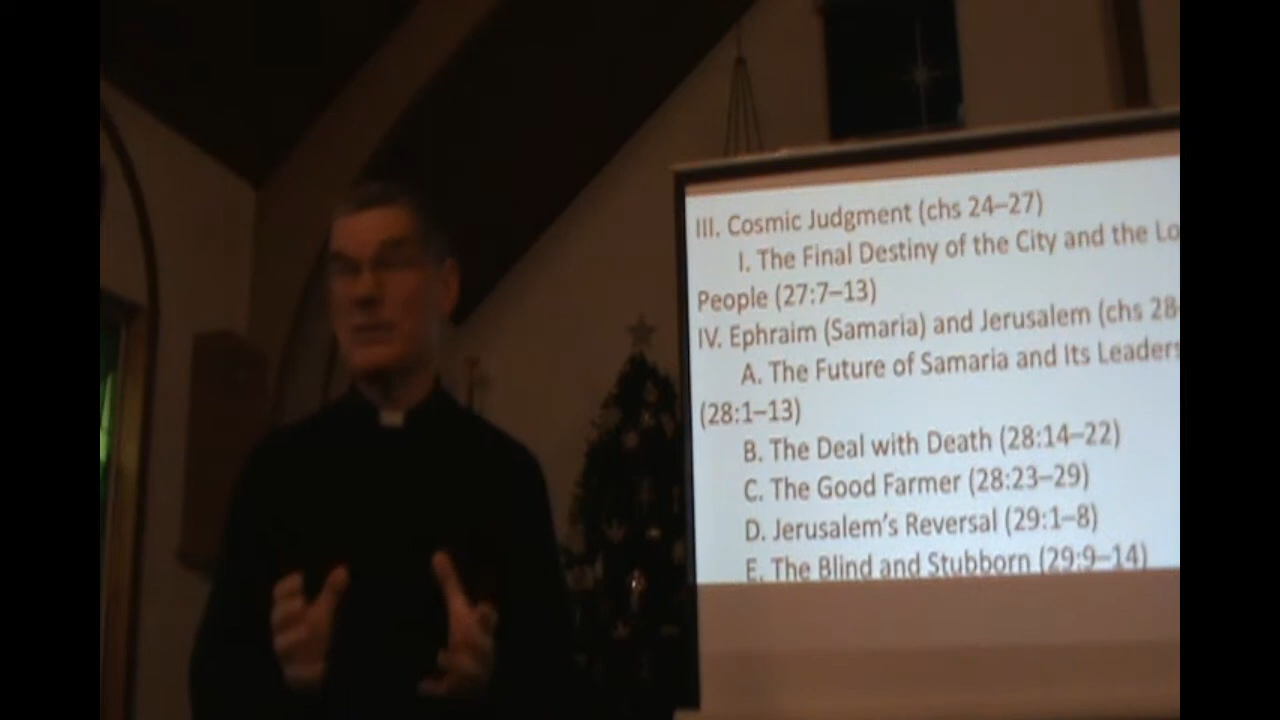 III. Cosmic Judgment (chs 24–27)
I. The Final Destiny of the City and the Lo
People (27:7–13)
IV. Ephraim (Samaria) and Jerusalem (chs 28-
A. The Future of Samaria and Its Leaders
(28:1–13)
B. The Deal with Death (28:14–22)
C. The Good Farmer (28:23–29)
D. Jerusalem's Reversal (29:1–8)
E. The Blind and Stubborn (29:9–14)